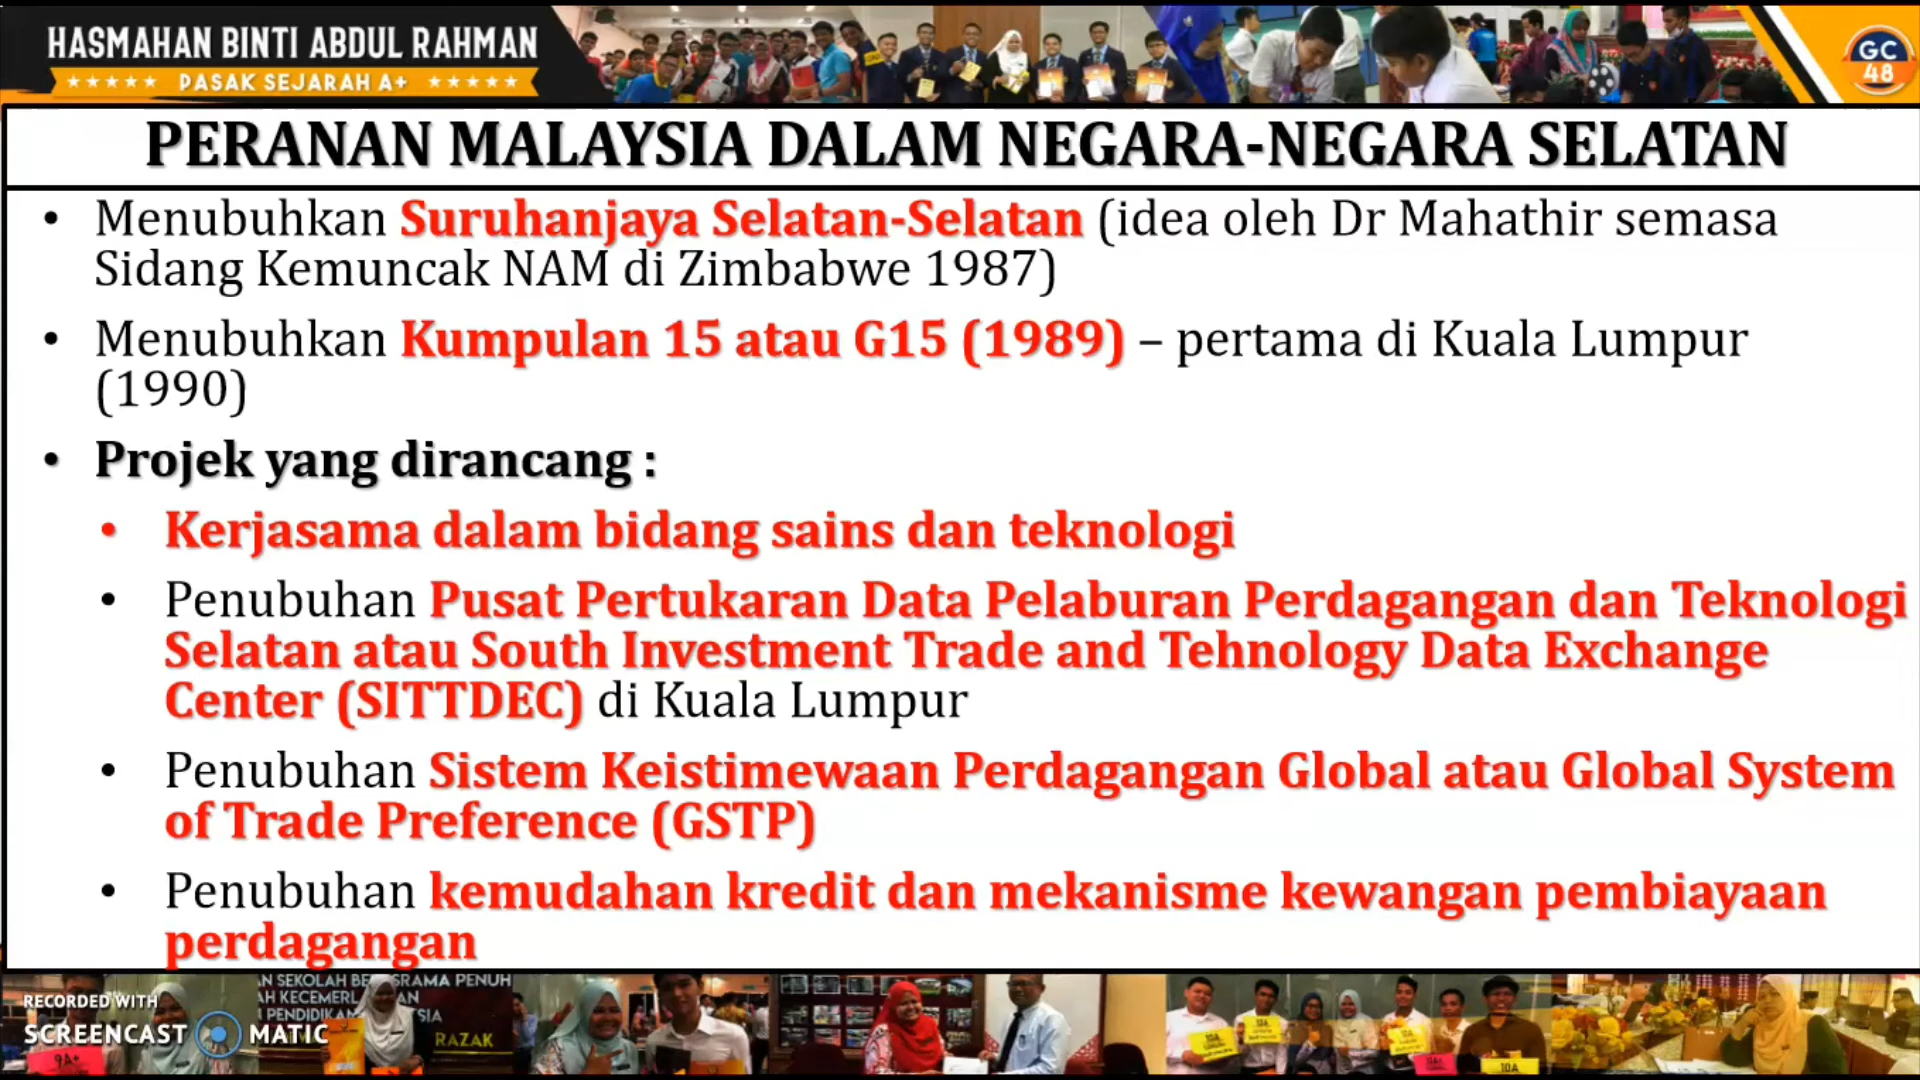 HASMAHAN BINTI ABDUL RAHMAN
PASAK SEJARAH A+
GC
48
PERANAN MALAYSIA DALAM NEGARA-NEGARA SELATAN
• Menubuhkan Suruhanjaya Selatan-Selatan (idea oleh Dr Mahathir semasa
Sidang Kemuncak NAM di Zimbabwe 1987)
• Menubuhkan Kumpulan 15 atau G15 (1989) – pertama di Kuala Lumpur
(1990)
• Projek yang dirancang :
• Kerjasama dalam bidang sains dan teknologi
• Penubuhan Pusat Pertukaran Data Pelaburan Perdagangan dan Teknologi
Selatan atau South Investment Trade and Tehnology Data Exchange
Center (SITTDEC) di Kuala Lumpur
• Penubuhan Sistem Keistimewaan Perdagangan Global atau Global System
of Trade Preference (GSTP)
• Penubuhan kemudahan kredit dan mekanisme kewangan pembiayaan
perdagangan
RECORDED WITH
SCREENCAST MATIC
SEKOLAH
PENUH
RAZAK
9A+
10A